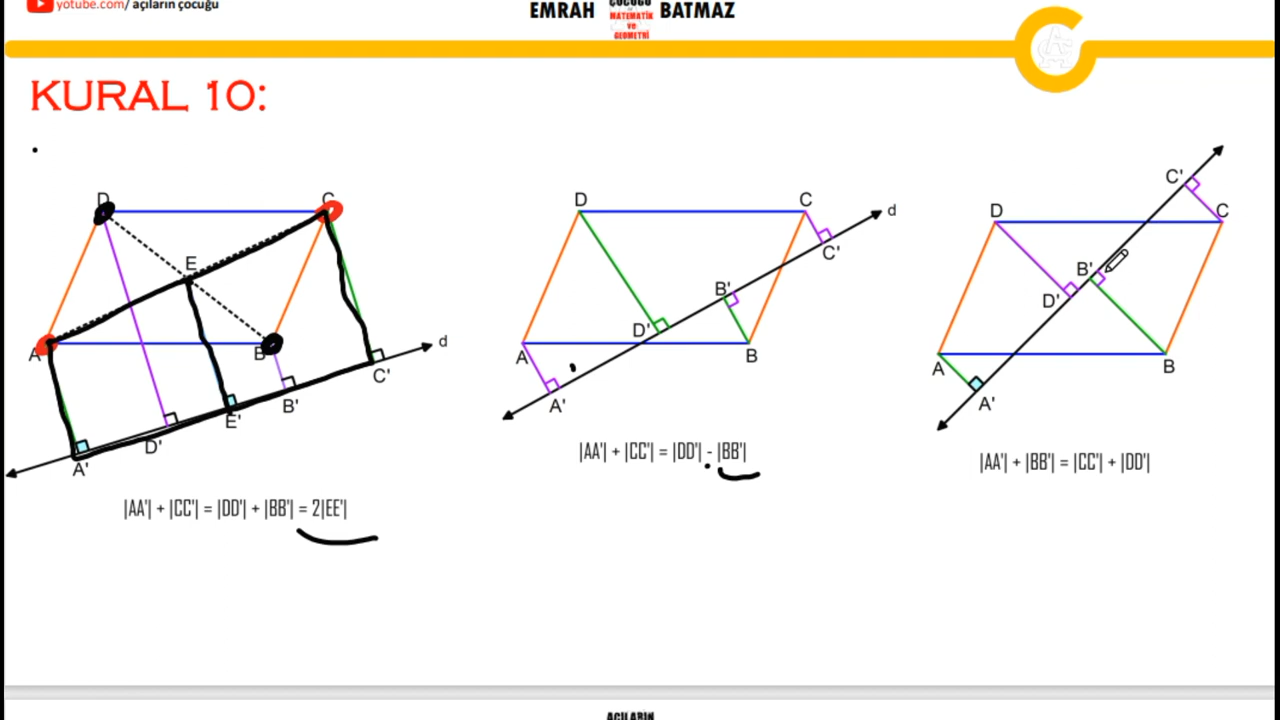 yotube.com/ açıların çocuğu
EMRAH
ÇOCUĞU
MATEMATİK
ve
GEOMETRİ
BATMAZ
KURAL 10:
D
C
E
A
B
d
C'
B'
E'
D'
A'
|AA'| + |CC'| = |DD'| + |BB'| = 2|EE'|
D
C
d
C'
B'
D'
A
B
A'
|AA'| + |CC'| = |DD'| - |BB'|
C'
D
C
B'
D'
A
B
A'
|AA'| + |BB'| = |CC'| + |DD'|
AÇILARIN